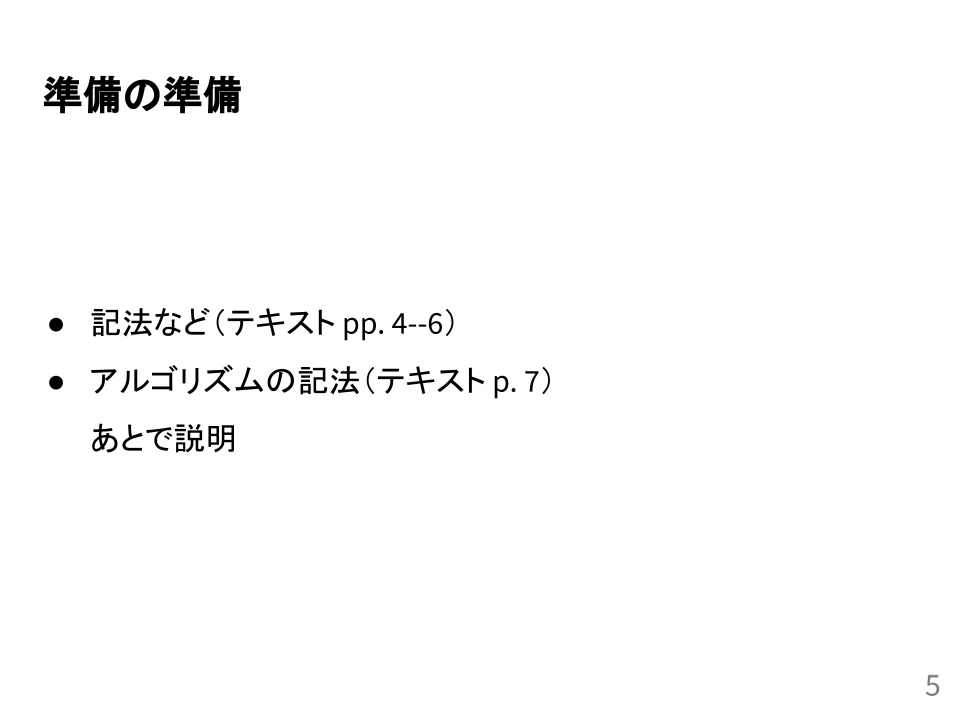 準備の準備
● 記法など（テキスト pp. 4--6）
● アルゴリズムの記法（テキスト p. 7）
あとで説明
5